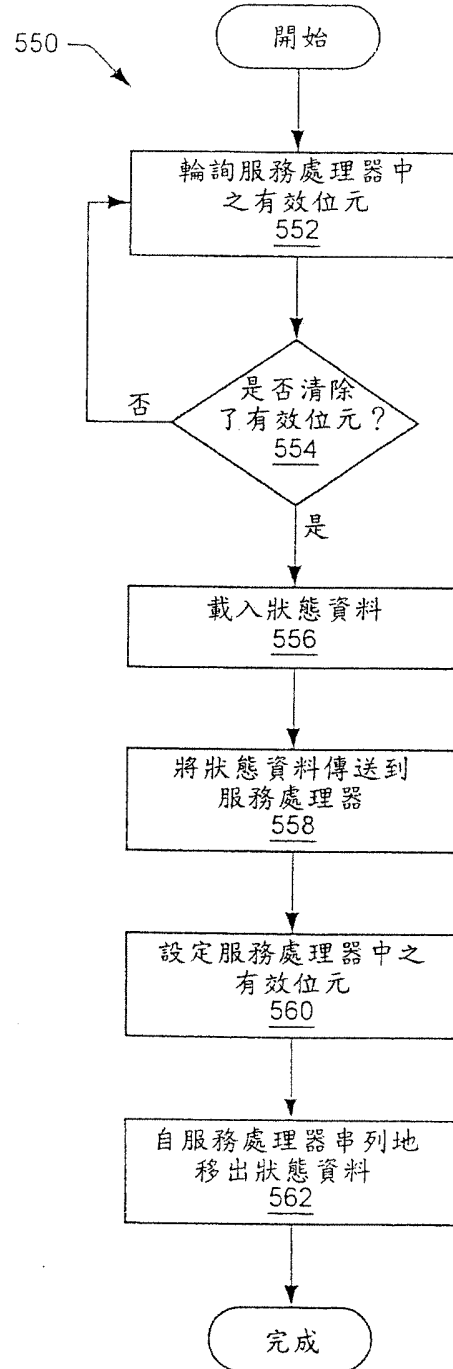 550
開始
輪詢服務處理器中
之有效位元
552
是否清除
了有效位元？
554
否
是
載入狀態資料
556
將狀態資料傳送到
服務處理器
558
設定服務處理器中之
有效位元
560
自服務處理器串列地
移出狀態資料
562
完成